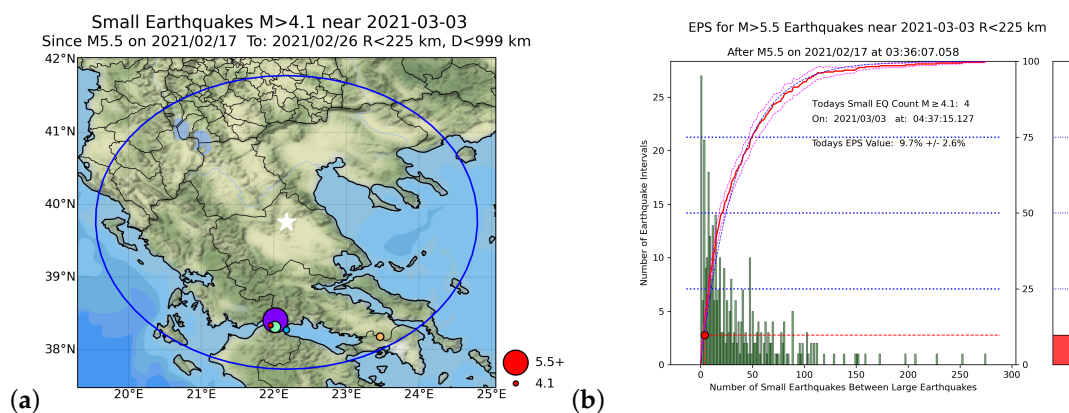 Small Earthquakes M>4.1 near 2021-03-03
Since M5.5 on 2021/02/17 To: 2021/02/26 R<225 km, D<999 km
42°N
41°N
40°N
39°N
38°N
20°E
21°E
22°E
23°E
24°E
25°E
5.5+
4.1
(a)
EPS for M>5.5 Earthquakes near 2021-03-03 R<225 km
After M5.5 on 2021/02/17 at 03:36:07.058
Todays Small EQ Count M ≥ 4.1: 4
On: 2021/03/03 at: 04:37:15.127
Todays EPS Value: 9.7% +/- 2.6%
Number of Earthquake Intervals
25
20
15
10
5
0
100
75
50
25
0
0
50
100
150
200
250
300
Number of Small Earthquakes Between Large Earthquakes
(b)